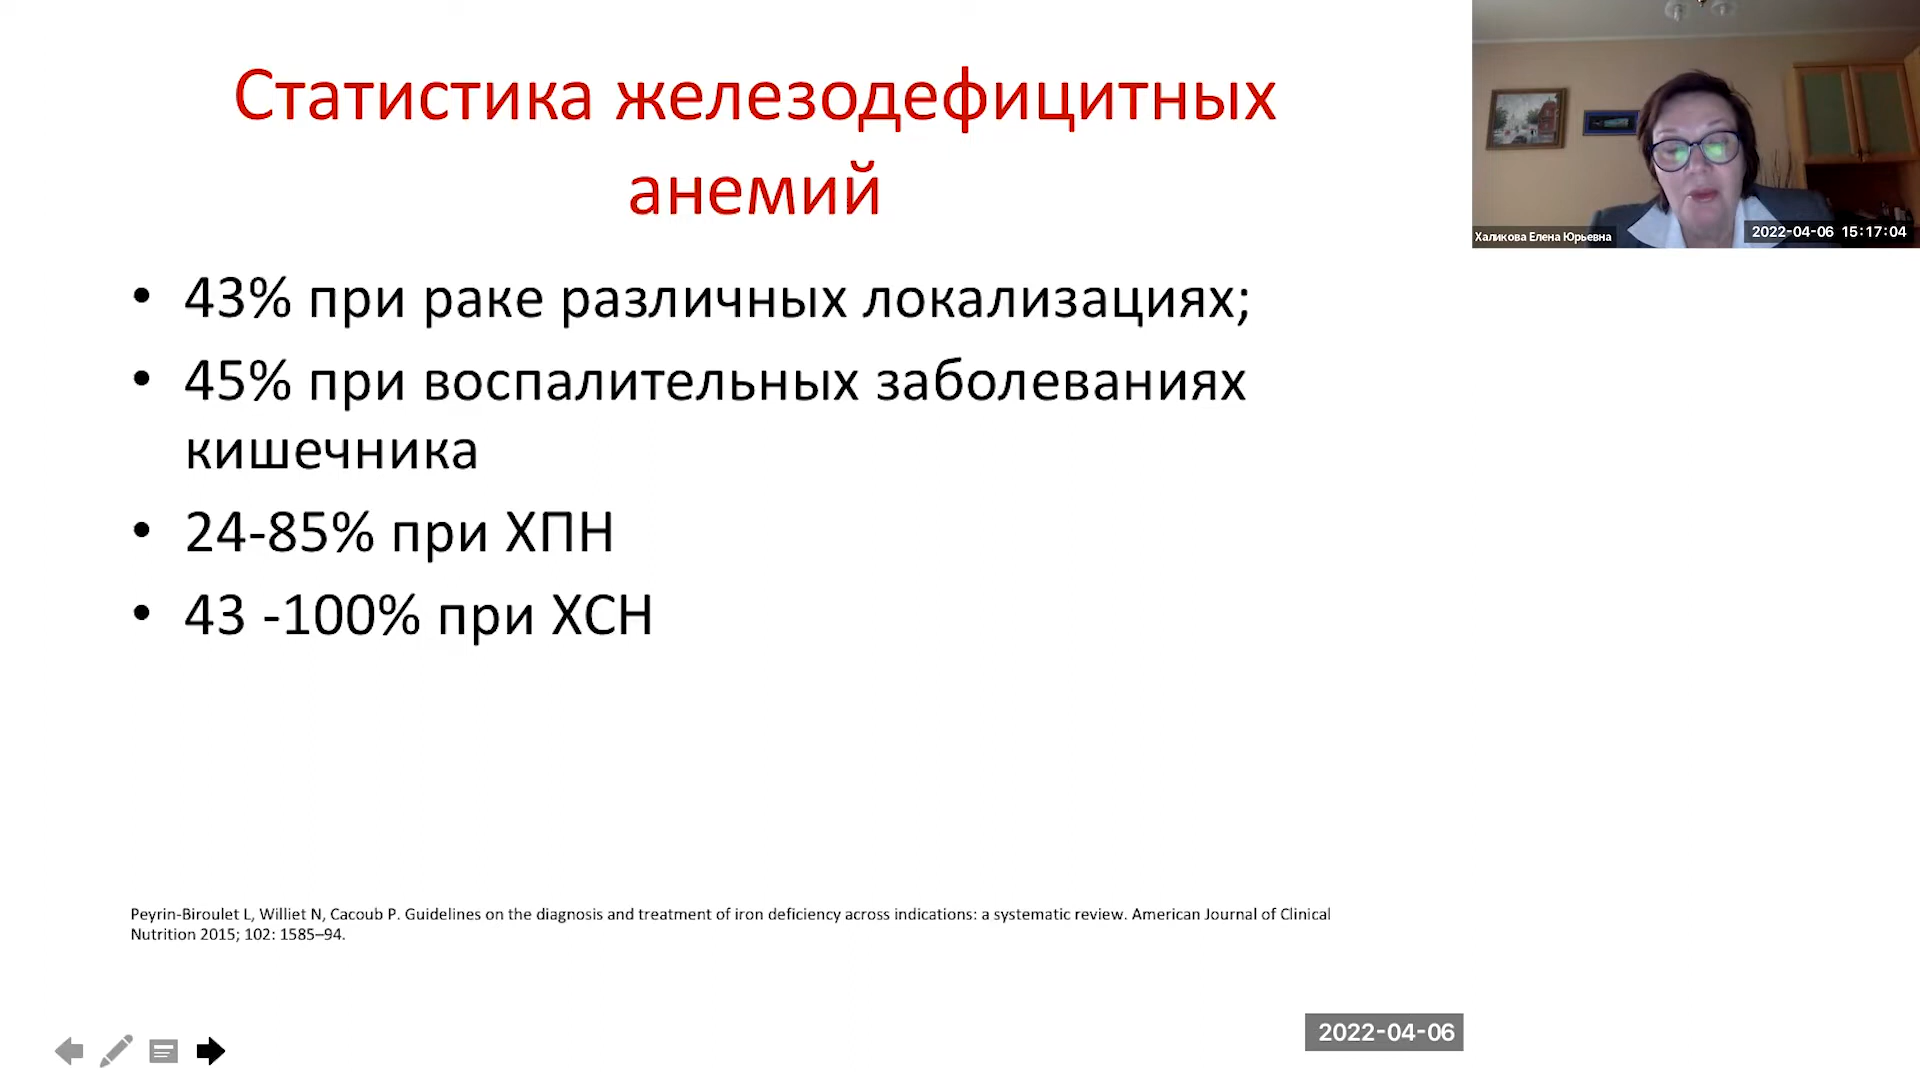 Статистика железодефицитных
анемий
• 43% при раке различных локализациях;
• 45% при воспалительных заболеваниях
кишечника
• 24-85% при ХПН
• 43 -100% при ХСН
Peyrin-Biroulet L, Williet N, Cacoub P. Guidelines on the diagnosis and treatment of iron deficiency across indications: a systematic review. American Journal of Clinical
Nutrition 2015; 102: 1585–94.
Халикова Елена Юрьевна
2022-04-06 15:17:04
2022-04-06